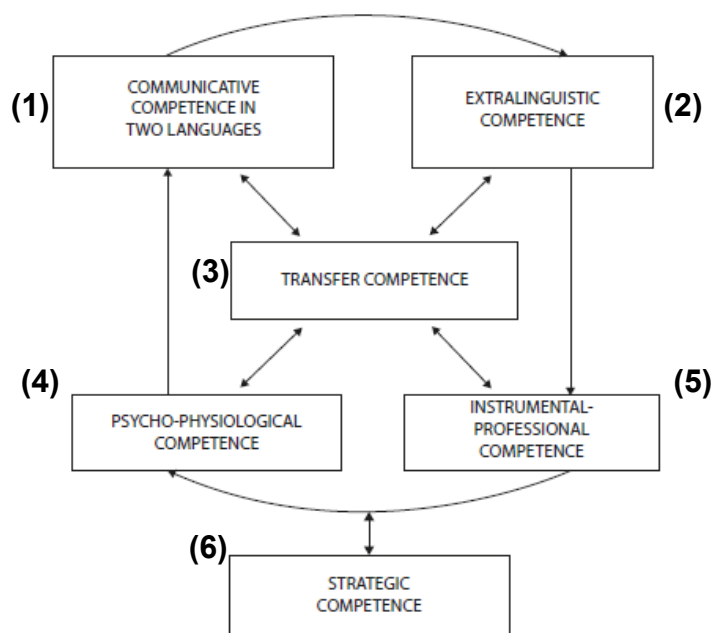 (1)
COMMUNICATIVE
COMPETENCE IN
TWO LANGUAGES
EXTRALINGUISTIC
COMPETENCE
(2)
(3)
TRANSFER COMPETENCE
(4)
PSYCHO-PHYSIOLOGICAL
COMPETENCE
INSTRUMENTAL-
PROFESSIONAL
COMPETENCE
(5)
(6)
STRATEGIC
COMPETENCE